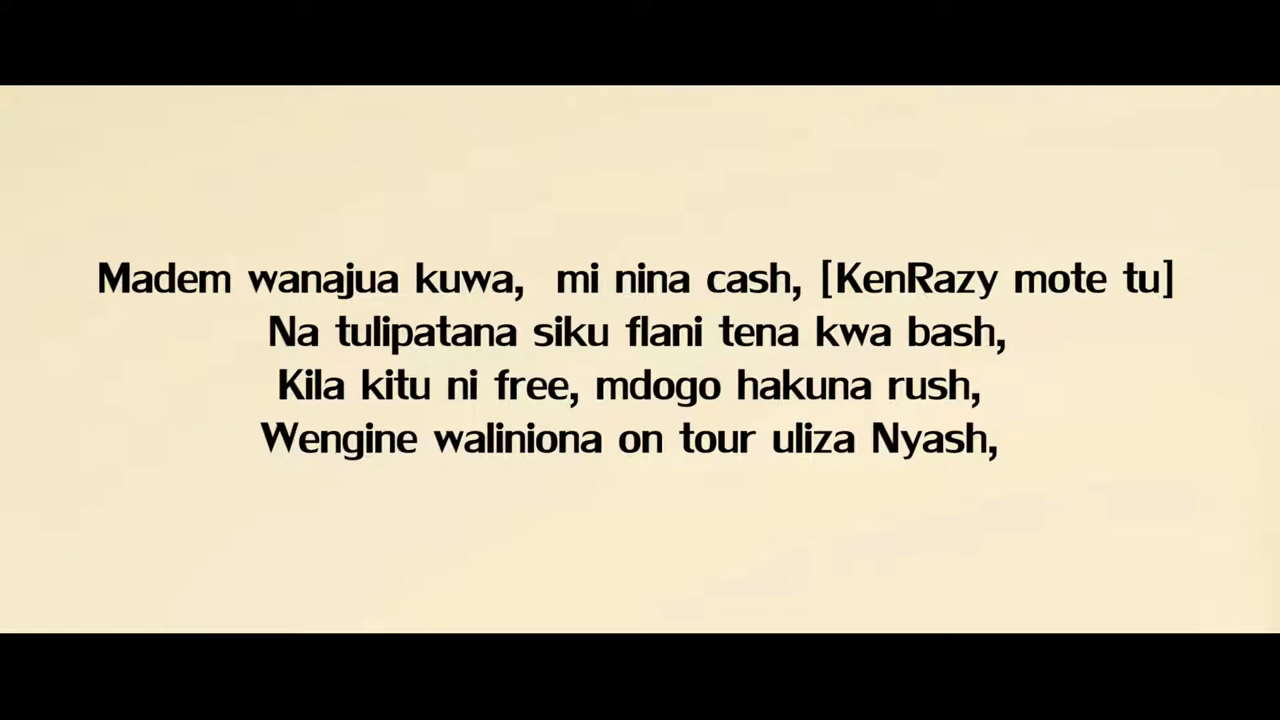 Madem wanajua kuwa,  mi nina cash, [KenRazy mote tu]
Na tulipatana siku flani tena kwa bash,
Kila kitu ni free, mdogo hakuna rush,
Wengine waliniona on tour uliza Nyash,